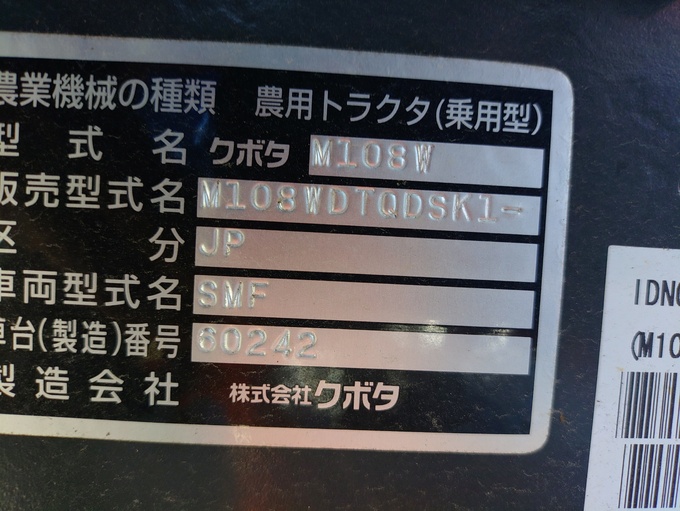 農業機械の種類 農用トラクタ(乗用型)
型式名 クボタ M108W
販売型式名 M108WDTQDSK1-
区分 JP
車両型式名 SMF
車台(製造)番号 60242
製造会社 株式会社クボタ
IDN
(M10